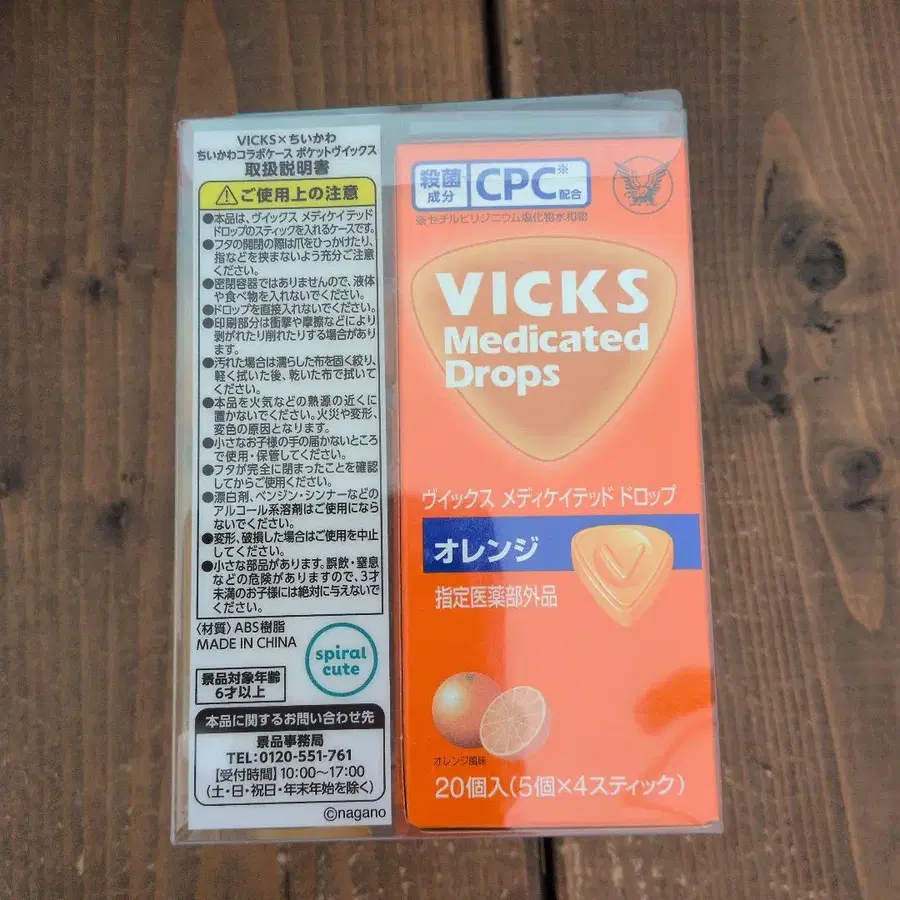 VICKS×ちいかわ
ちいかわコラボケース ポケットヴイックス
取扱説明書
ご使用上の注意
●本品は、ヴイックス メディケイテッド
ドロップのスティックを入れるケースです。
●フタの開閉の際は爪をひっかけたり、
指などを挟まないよう充分ご注意
ください。
●密閉容器ではありませんので、液体
や食べ物を入れないでください。
●ドロップを直接入れないでください。
●印刷部分は衝撃や摩擦などにより
剥がれたり削れたりする場合があり
ます。
●汚れた場合は濡らした布を固く絞り、
軽く拭いた後、乾いた布で拭いて
ください。
●本品を火気などの熱源の近くに
置かないでください。火災や変形、
変色の原因となります。
●小さなお子様の手の届かないところ
で使用・保管してください。
●フタが完全に閉まったことを確認
してからご使用ください。
●漂白剤、ベンジン・シンナーなどの
アルコール系溶剤はご使用になら
ないでください。
●変形、破損した場合はご使用を中止
してください。
●小さな部品があります。誤飲・窒息
などの危険がありますので、3才
未満のお子様には絶対に与えないで
ください。
〈材質〉ABS樹脂
MADE IN CHINA
spiral
cute
景品対象年齢
6才以上
本品に関するお問い合わせ先
景品事務局
TEL:0120-551-761
【受付時間】10:00〜17:00
(土・日・祝日・年末年始を除く)
©nagano
殺菌
成分
CPC※
配合
※セチルピリジニウム塩化物水和物
VICKS
Medicated
Drops
ヴイックス メディケイテッド ドロップ
オレンジ
指定医薬部外品
オレンジ風味
20個入(5個×4スティック)